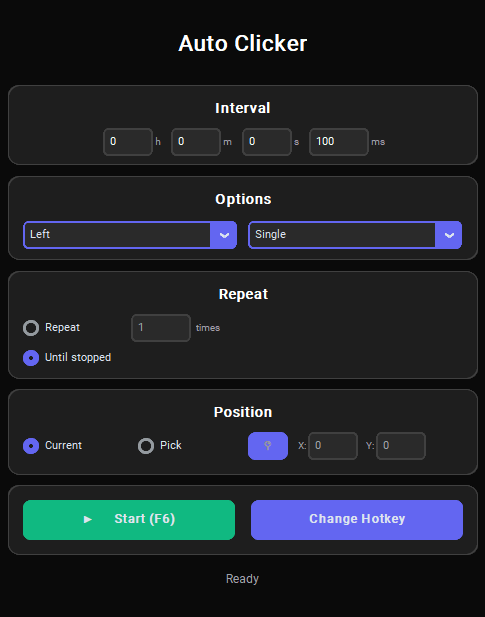 Auto Clicker
Interval
0 h 0 m 0 s 100 ms
Options
Left Single
Repeat
Repeat 1 times
Until stopped
Position
Current Pick X: 0 Y: 0
► Start (F6) Change Hotkey
Ready